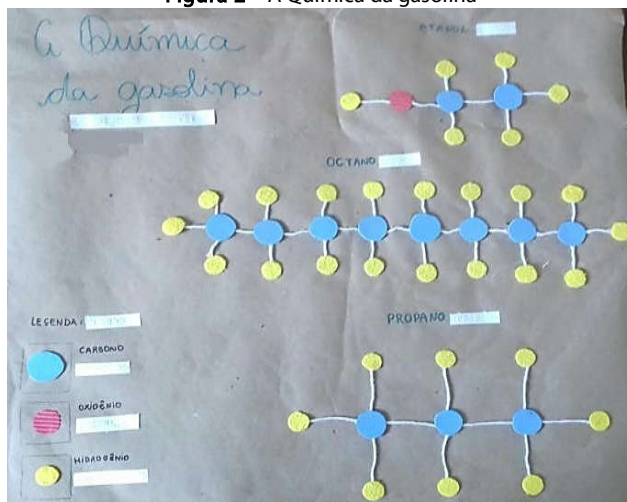 Figura 2 – A Química da gasolina
A Química
da gasolina
ETANOL
OCTANO
LEGENDA:
PROPANO
CARBONO
OXIGÊNIO
HIDROGÊNIO